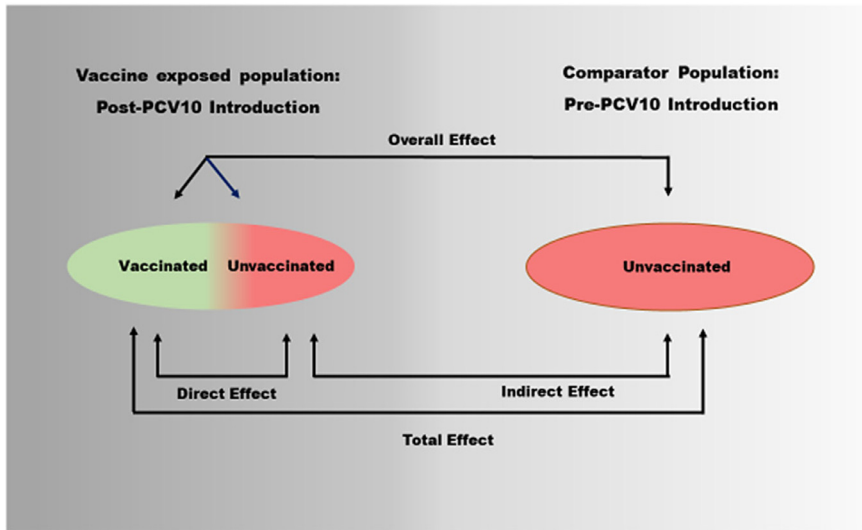 Vaccine exposed population:
Post-PCV10 Introduction
Comparator Population:
Pre-PCV10 Introduction
Overall Effect
Vaccinated
Unvaccinated
Unvaccinated
Direct Effect
Indirect Effect
Total Effect